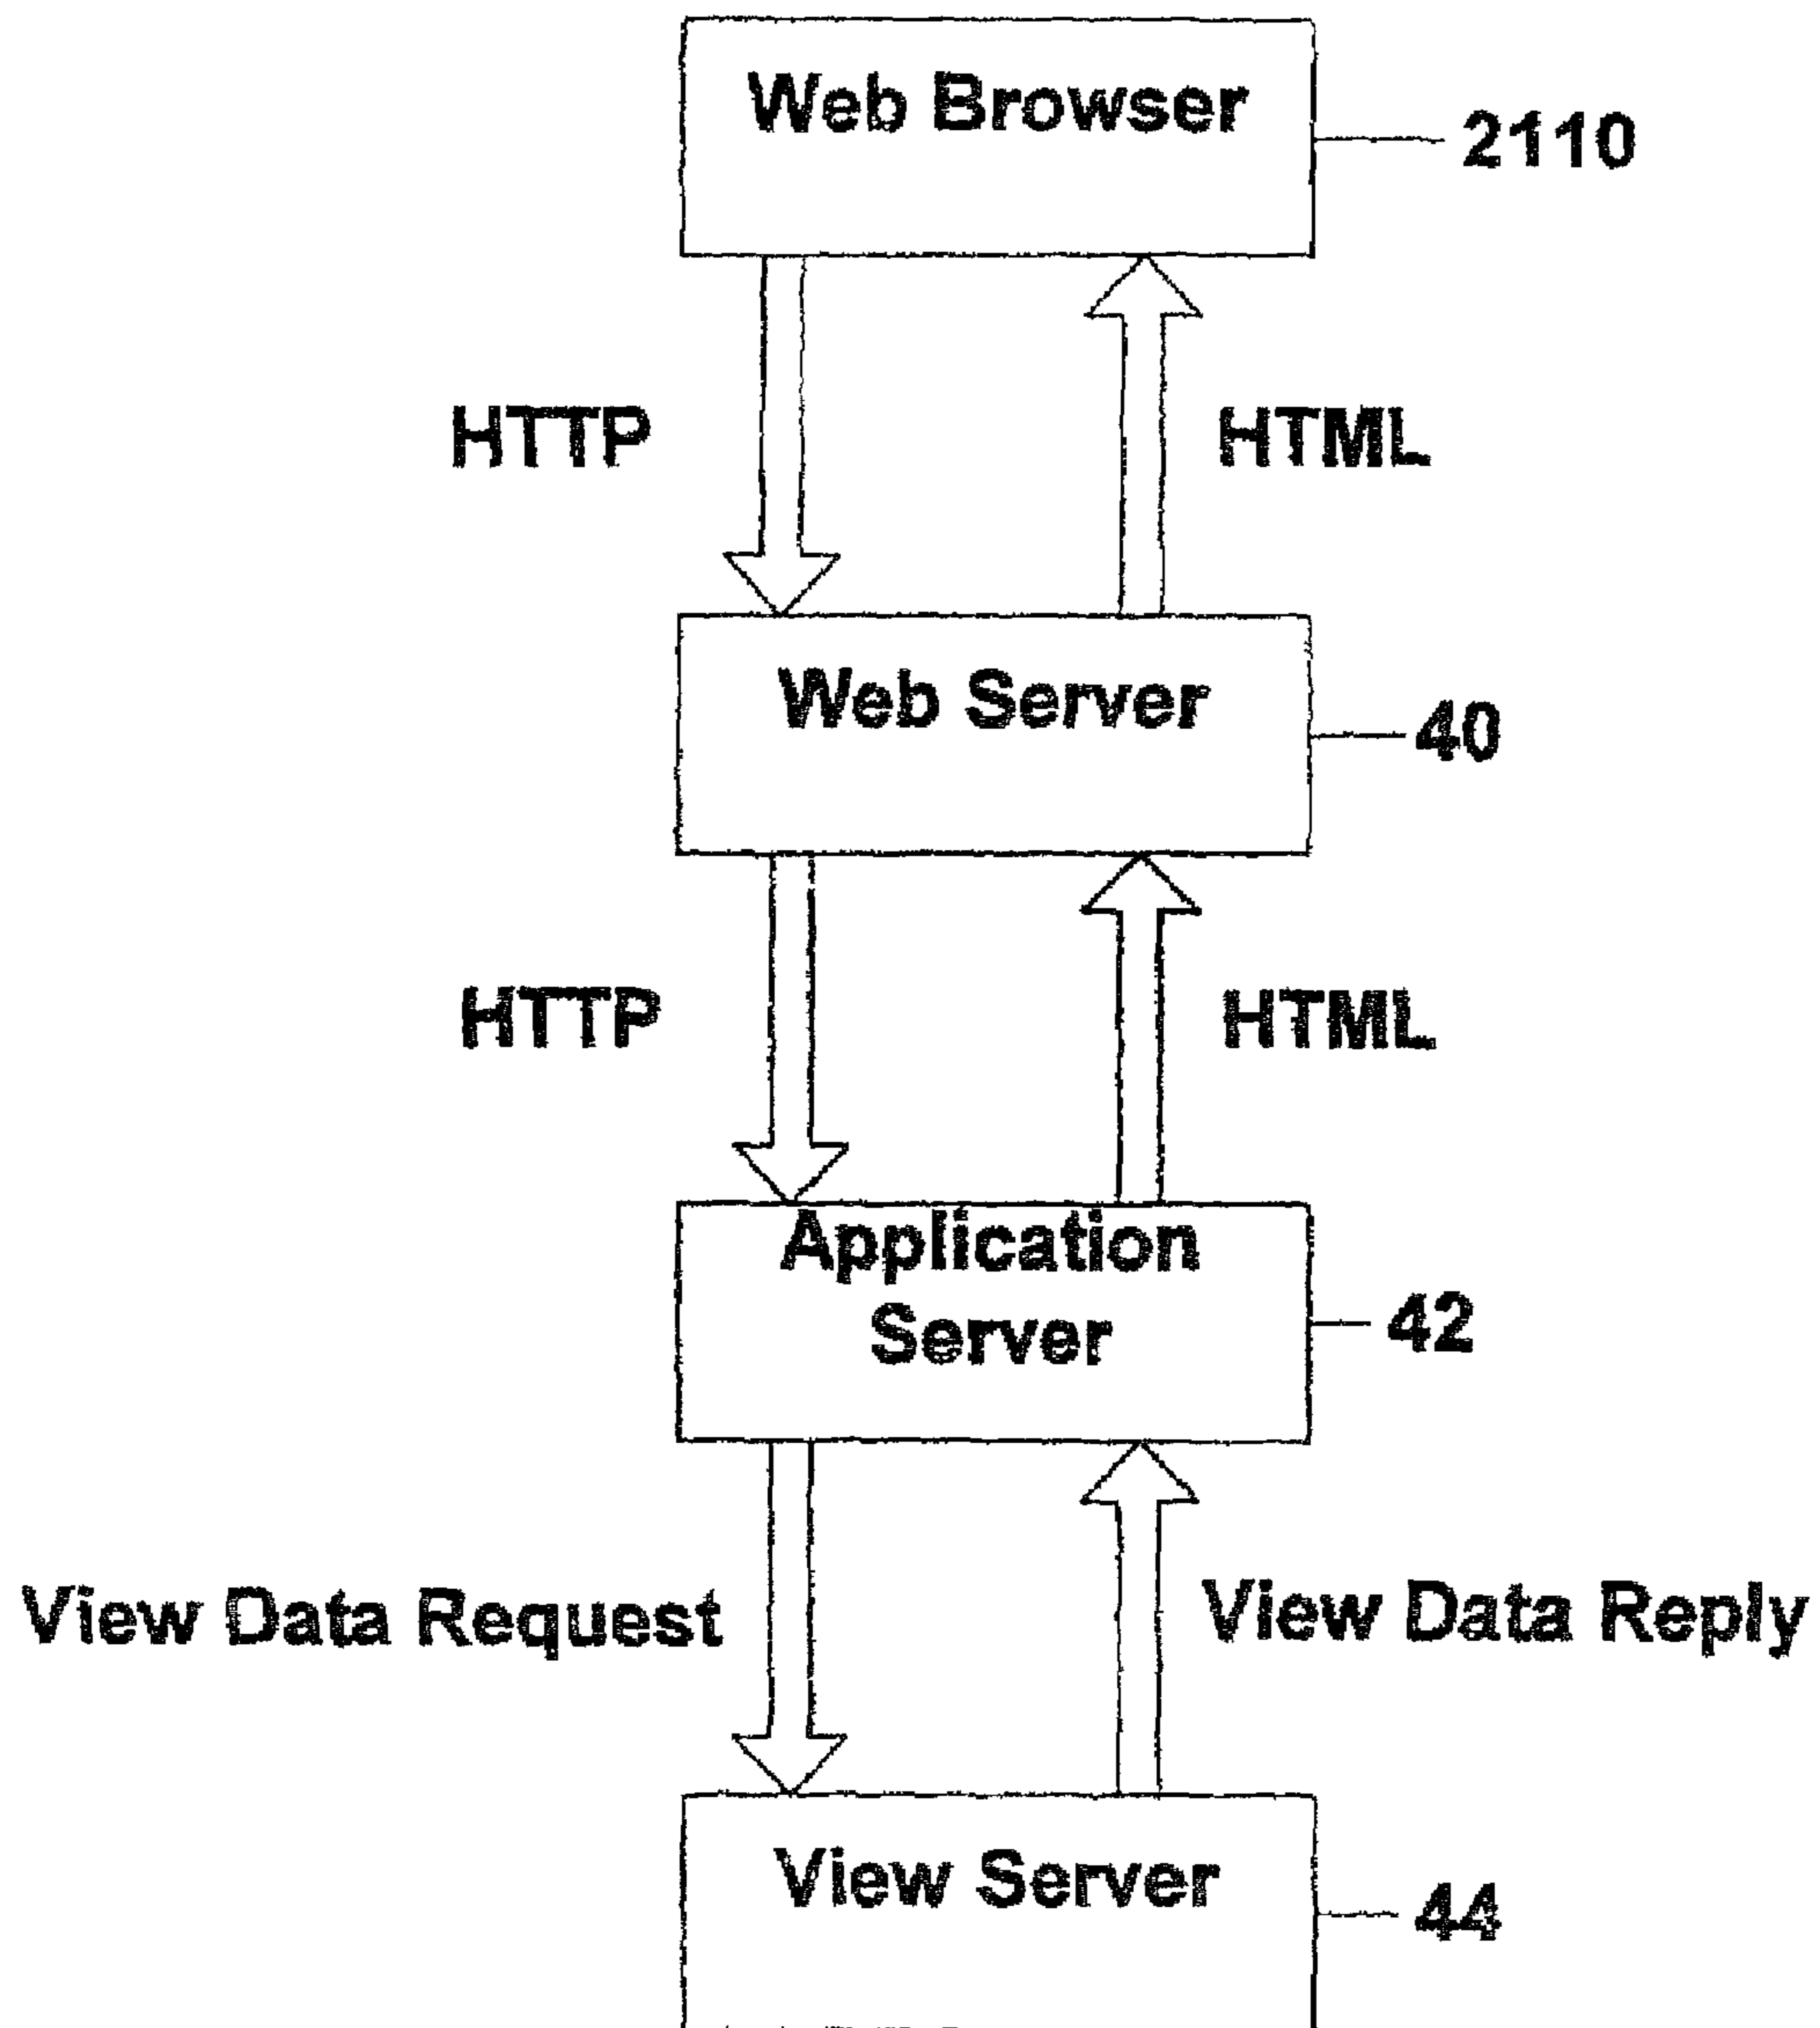 Web Browser
2110
HTTP
HTML
Web Server
40
HTTP
HTML
Application
Server
42
View Data Request
View Data Reply
View Server
44